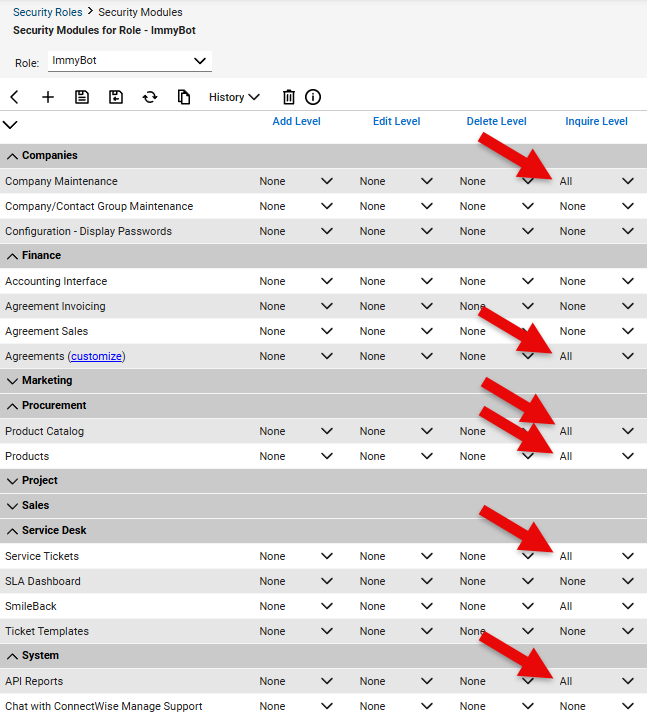 Security Roles > Security Modules
Security Modules for Role - ImmyBot
Role: ImmyBot
History
Add Level Edit Level Delete Level Inquire Level
Companies
Company Maintenance None None None All
Company/Contact Group Maintenance None None None None
Configuration - Display Passwords None None None None
Finance
Accounting Interface None None None None
Agreement Invoicing None None None None
Agreement Sales None None None None
Agreements (customize) None None None All
Marketing
Procurement
Product Catalog None None None All
Products None None None All
Project
Sales
Service Desk
Service Tickets None None None All
SLA Dashboard None None None None
SmileBack None None None All
Ticket Templates None None None None
System
API Reports None None None All
Chat with ConnectWise Manage Support None None None None